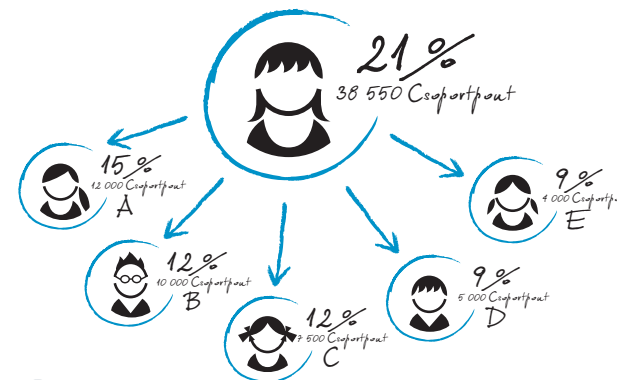 21 %
38 550 Csoportpont
15 %
12 000 Csoportpont
A
12 %
10 000 Csoportpont
B
12 %
7 500 Csoportpont
C
9 %
5 000 Csoportpont
D
9 %
4 000 Csoportp
E